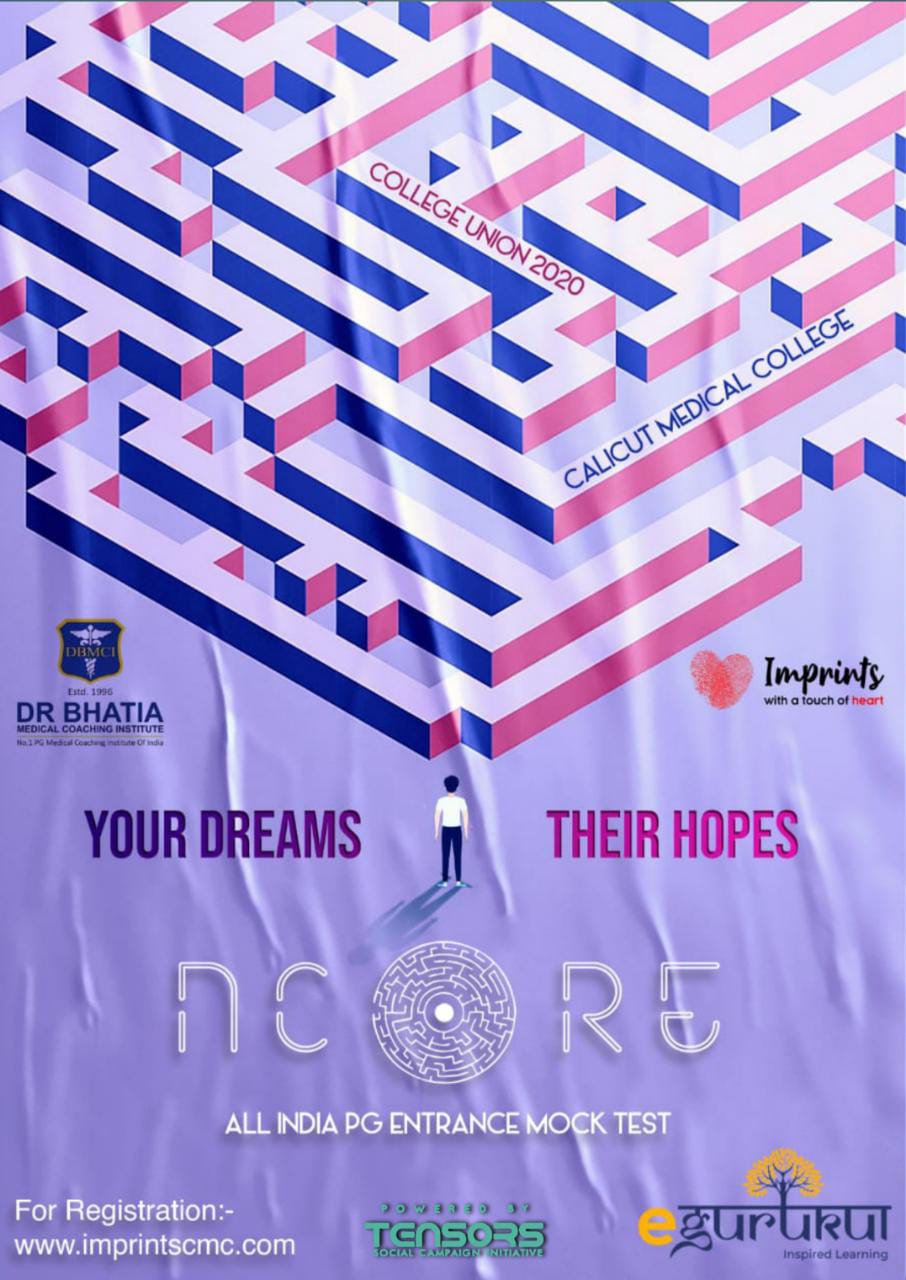 COLLEGE UNION 2020
CALICUT MEDICAL COLLEGE
DBMCI
Estd. 1996
DR BHATIA
MEDICAL COACHING INSTITUTE
No.1 PG Medical Coaching Institute Of India
Imprints
with a touch of heart
YOUR DREAMS
THEIR HOPES
NCORE
ALL INDIA PG ENTRANCE MOCK TEST
For Registration:-
www.imprintscmc.com
POWERED BY
TENSORS
SOCIAL CAMPAIGN INITIATIVE
egurukul
Inspired Learning